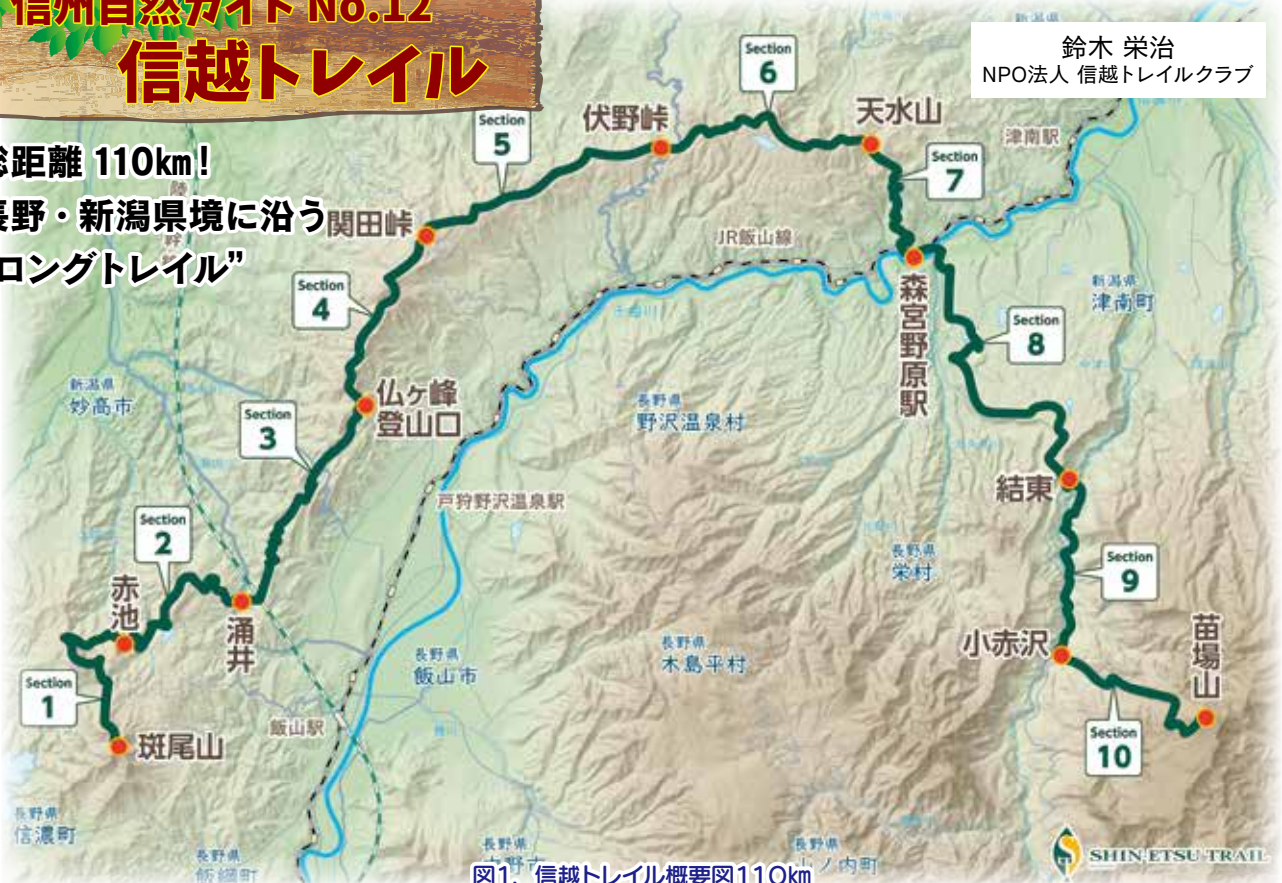 信州自然ガイド No.12
信越トレイル
鈴木 栄治
NPO法人 信越トレイルクラブ
総距離 110km！
長野・新潟県境に沿う
ロングトレイル”
Section
6
天水山
伏野峠
Section
5
津南駅
Section
7
関田峠
JR飯山線
Section
4
森宮野原駅
新潟県
津南町
Section
8
新潟県
妙高市
仏ヶ峰
登山口
長野県
野沢温泉村
Section
3
結東
戸狩野沢温泉駅
Section
2
長野県
栄村
Section
9
赤池
涌井
小赤沢
苗場山
長野県
木島平村
長野県
飯山市
Section
1
飯山駅
斑尾山
Section
10
長野県
信濃町
長野県
飯綱町
長野県
長野県
山ノ内町
SHIN-ETSU TRAIL
図1. 信越トレイル概要図110km